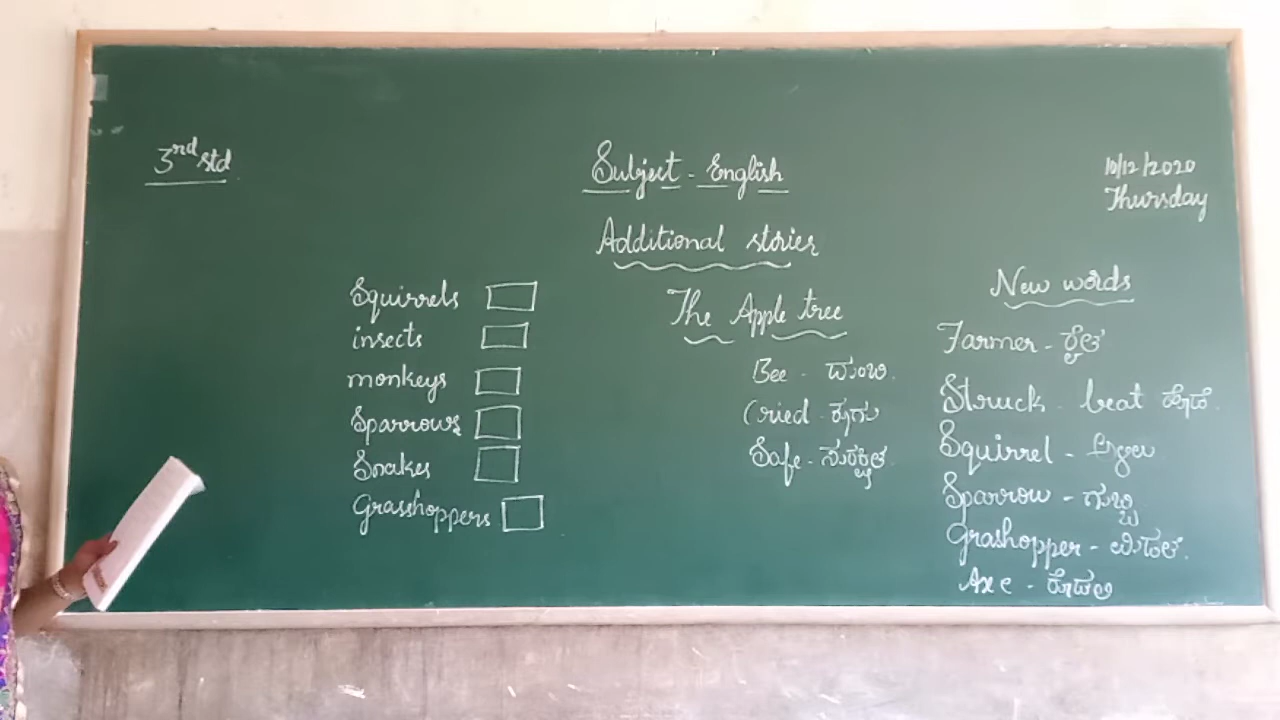 3rd std
Subject - English
10/12/2020
Thursday
Additional stories
Squirrels
insects
monkeys
Sparrows
Snakes
Grasshoppers
The Apple tree
Bee - ದುಂಬಿ.
Cried - ಕೂಗು
Safe - ಸುರಕ್ಷಿತ
New words
Farmer - ರೈತ
Struck - beat ಹೊಡೆ.
Squirrel - ಅಳಿಲು
Sparrow - ಗುಬ್ಬಿ
Grashopper - ಮಿಡತೆ.
Axe - ಕೊಡಲಿ